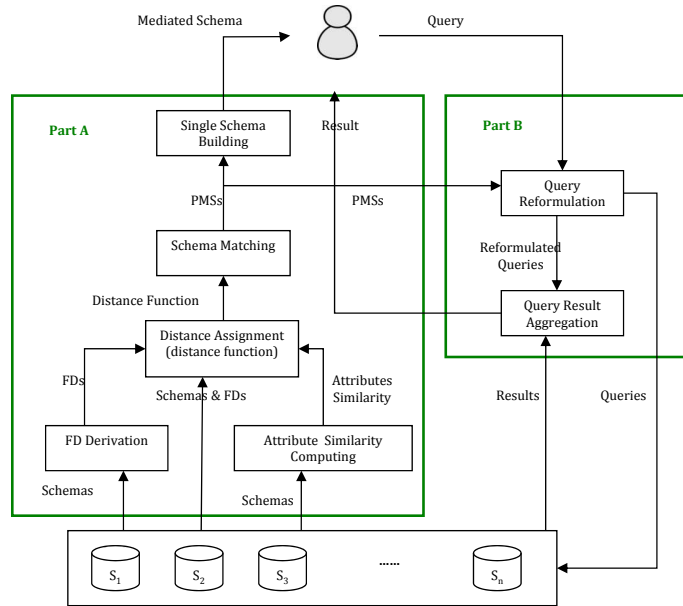 Mediated Schema
Query
Part A
Single Schema
Building
Result
Part B
PMSs
PMSs
Query
Reformulation
Schema Matching
Reformulated
Queries
Distance Function
Query Result
Aggregation
Distance Assignment
(distance function)
FDs
Schemas & FDs
Attributes
Similarity
Results
Queries
FD Derivation
Attribute Similarity
Computing
Schemas
Schemas
S1
S2
S3
......
Sn